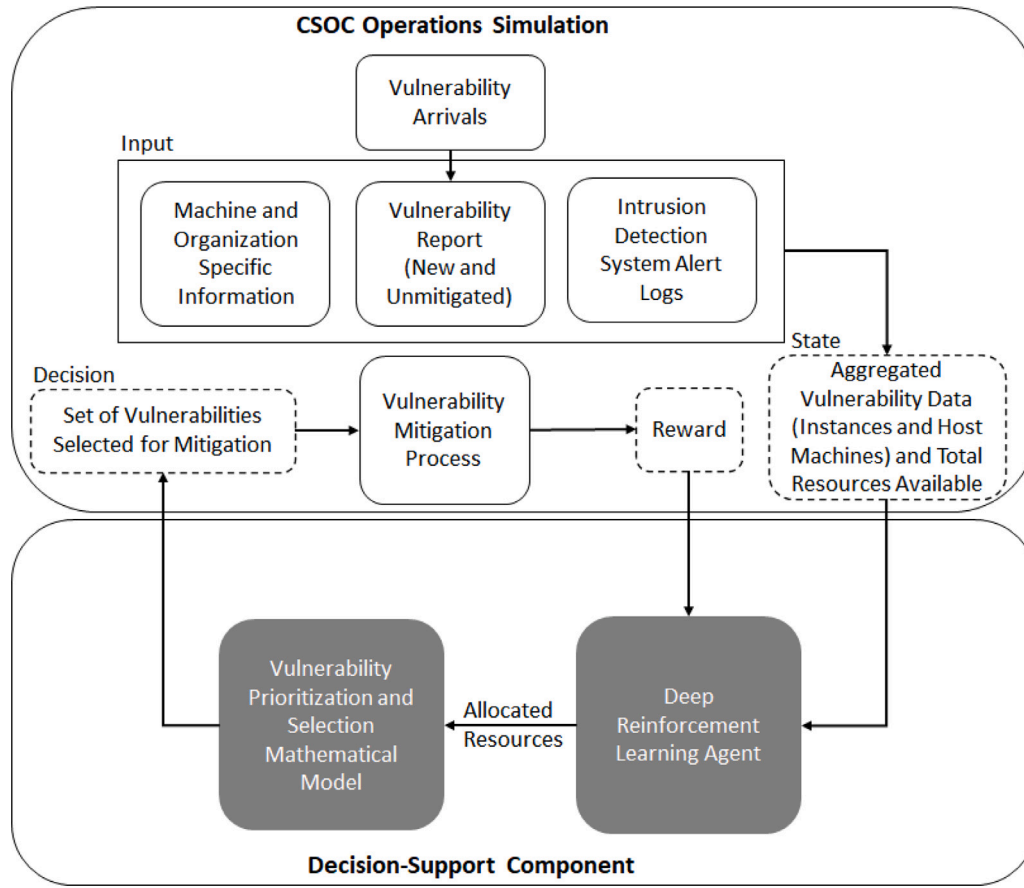 CSOC Operations Simulation
Vulnerability
Arrivals
Input
Machine and
Organization
Specific
Information
Vulnerability
Report
(New and
Unmitigated)
Intrusion
Detection
System Alert
Logs
State
Aggregated
Vulnerability Data
(Instances and Host
Machines) and Total
Resources Available
Decision
Set of Vulnerabilities
Selected for Mitigation
Vulnerability
Mitigation
Process
Reward
Vulnerability
Prioritization and
Selection
Mathematical
Model
Allocated
Resources
Deep
Reinforcement
Learning Agent
Decision-Support Component